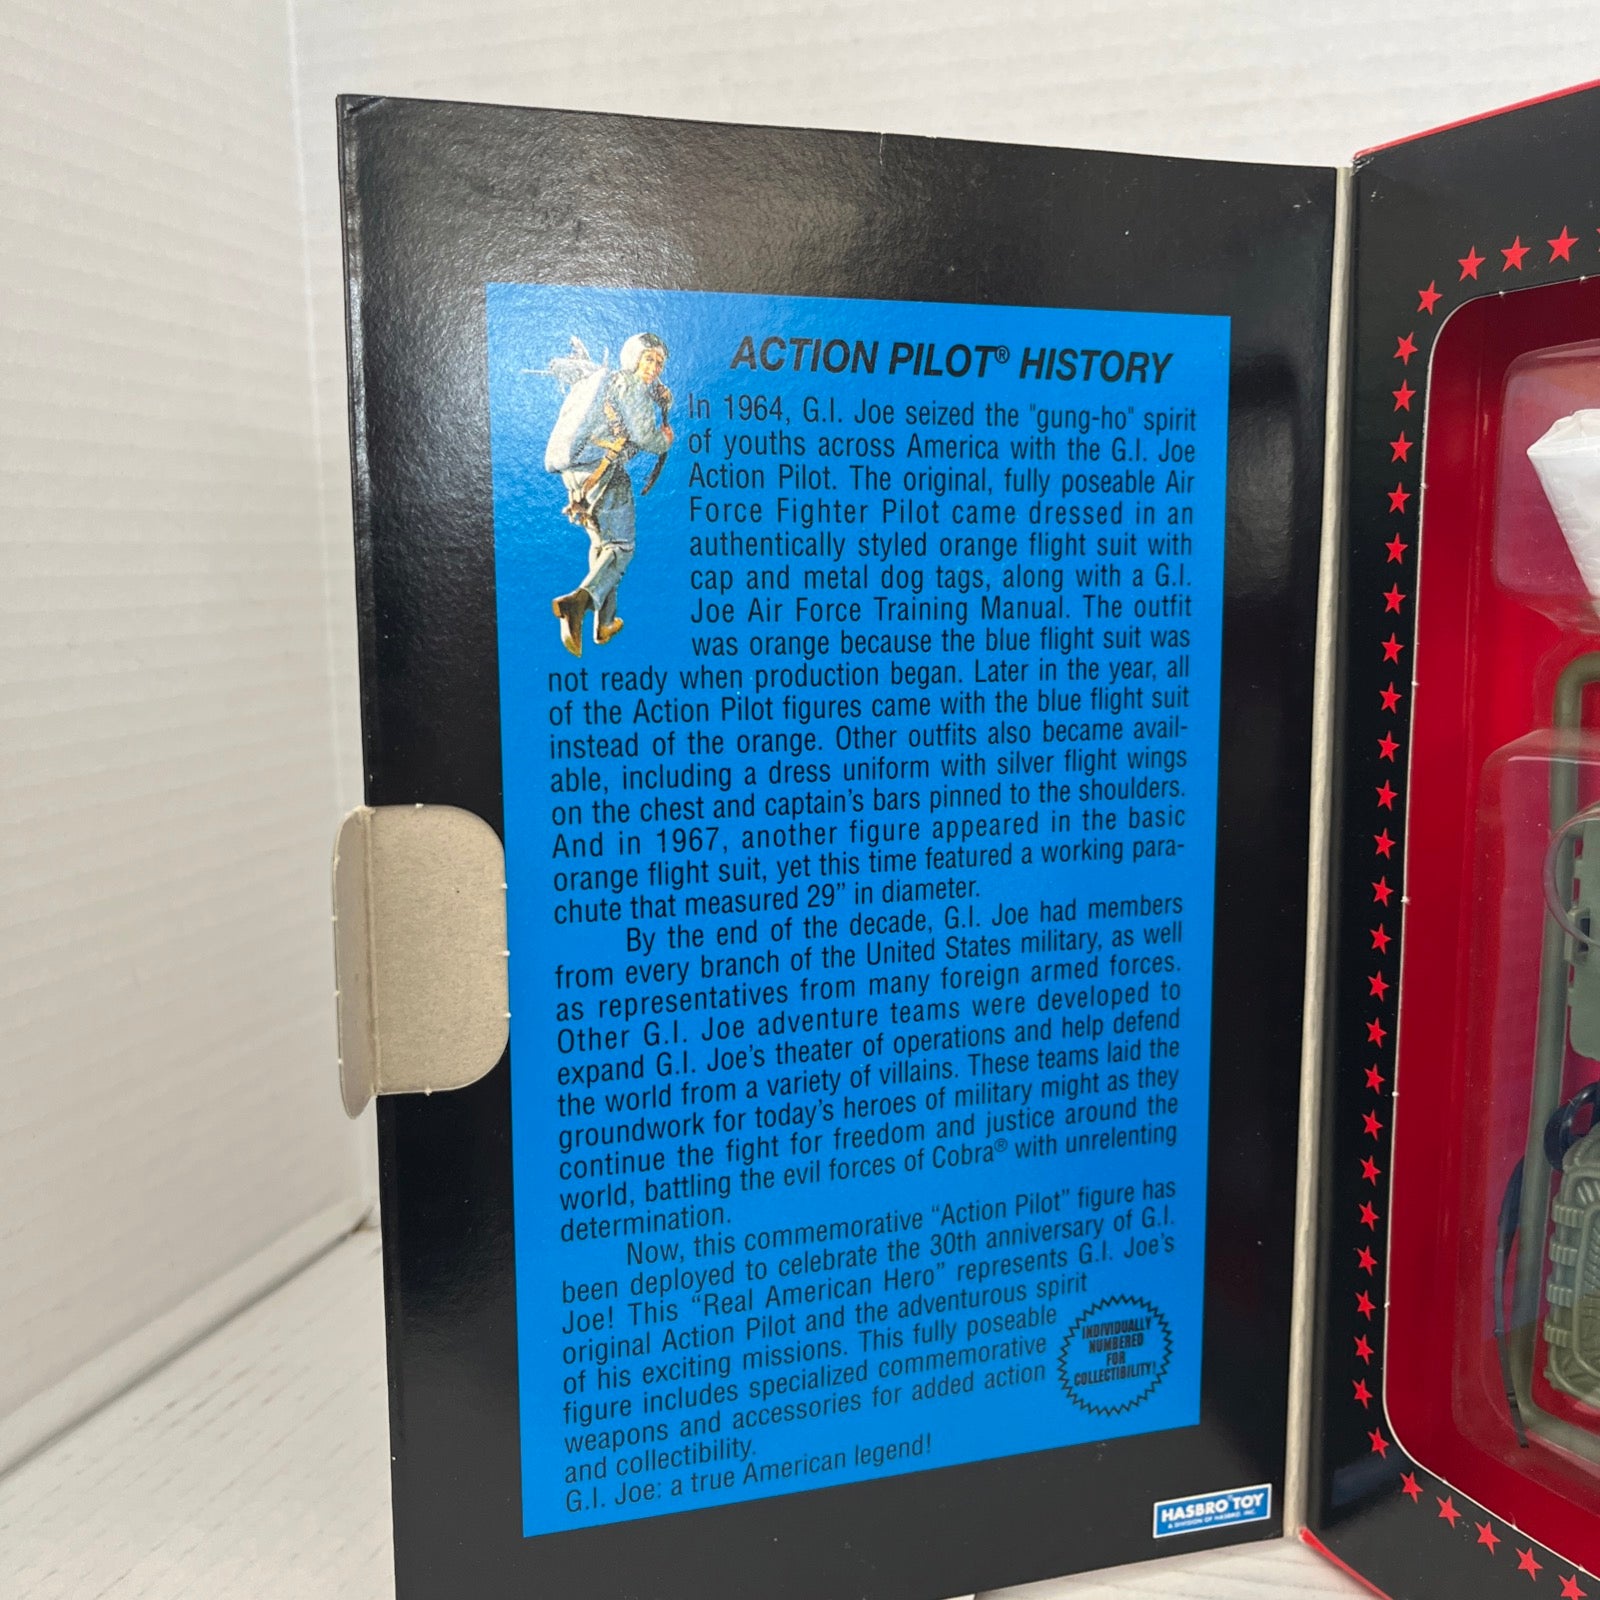 ACTION PILOT® HISTORY
In 1964, G.I. Joe seized the "gung-ho" spirit
of youths across America with the G.I. Joe
Action Pilot. The original, fully poseable Air
Force Fighter Pilot came dressed in an
authentically styled orange flight suit with
cap and metal dog tags, along with a G.I.
Joe Air Force Training Manual. The outfit
was orange because the blue flight suit was
not ready when production began. Later in the year, all
of the Action Pilot figures came with the blue flight suit
instead of the orange. Other outfits also became avail-
able, including a dress uniform with silver flight wings
on the chest and captain's bars pinned to the shoulders.
And in 1967, another figure appeared in the basic
orange flight suit, yet this time featured a working para-
chute that measured 29” in diameter.
By the end of the decade, G.I. Joe had members
from every branch of the United States military, as well
as representatives from many foreign armed forces.
Other G.I. Joe adventure teams were developed to
expand G.I. Joe's theater of operations and help defend
the world from a variety of villains. These teams laid the
groundwork for today's heroes of military might as they
continue the fight for freedom and justice around the
world, battling the evil forces of Cobra® with unrelenting
determination.
Now, this commemorative “Action Pilot” figure has
been deployed to celebrate the 30th anniversary of G.I.
Joe! This “Real American Hero” represents G.I. Joe's
original Action Pilot and the adventurous spirit
of his exciting missions. This fully poseable
figure includes specialized commemorative
weapons and accessories for added action
and collectibility.
G.I. Joe: a true American legend!
INDIVIDUALLY
NUMBERED
FOR
COLLECTIBILITY!
HASBRO TOY
A DIVISION OF HASBRO, INC.